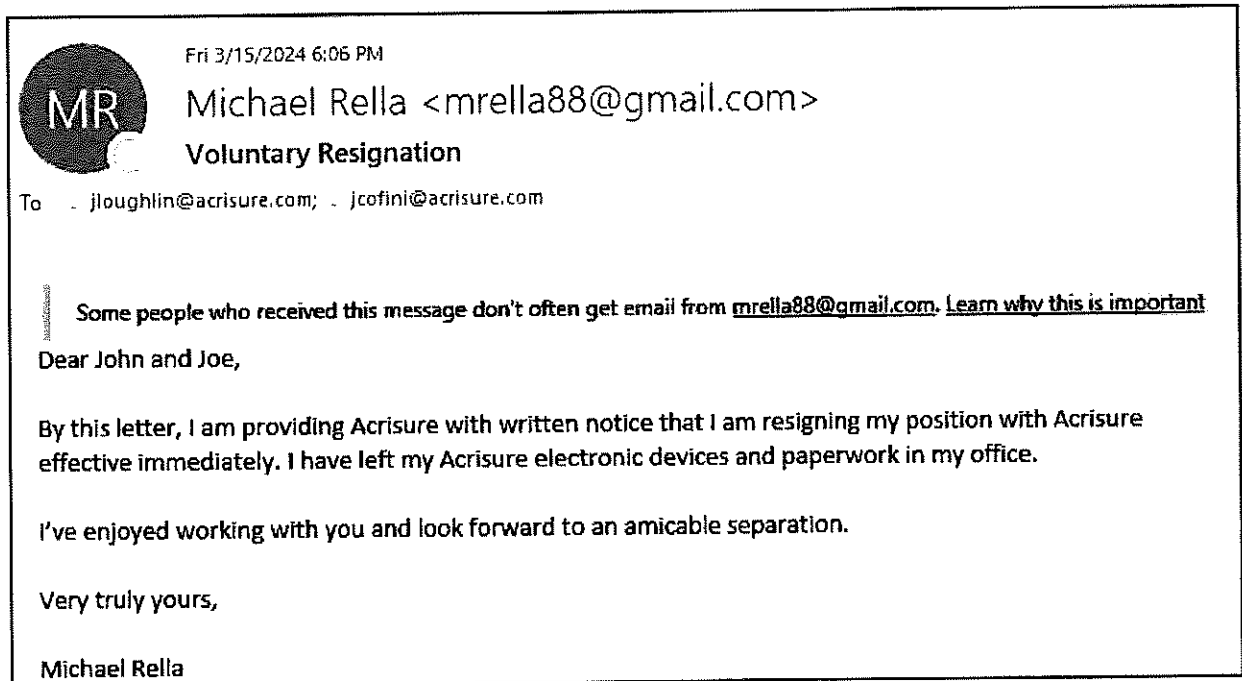 Fri 3/15/2024 6:06 PM
MR
Michael Rella <mrella88@gmail.com>
Voluntary Resignation
To jloughlin@acrisure.com; jcofini@acrisure.com
Some people who received this message don't often get email from mrella88@gmail.com. Learn why this is important
Dear John and Joe,
By this letter, I am providing Acrisure with written notice that I am resigning my position with Acrisure
effective immediately. I have left my Acrisure electronic devices and paperwork in my office.
I've enjoyed working with you and look forward to an amicable separation.
Very truly yours,
Michael Rella